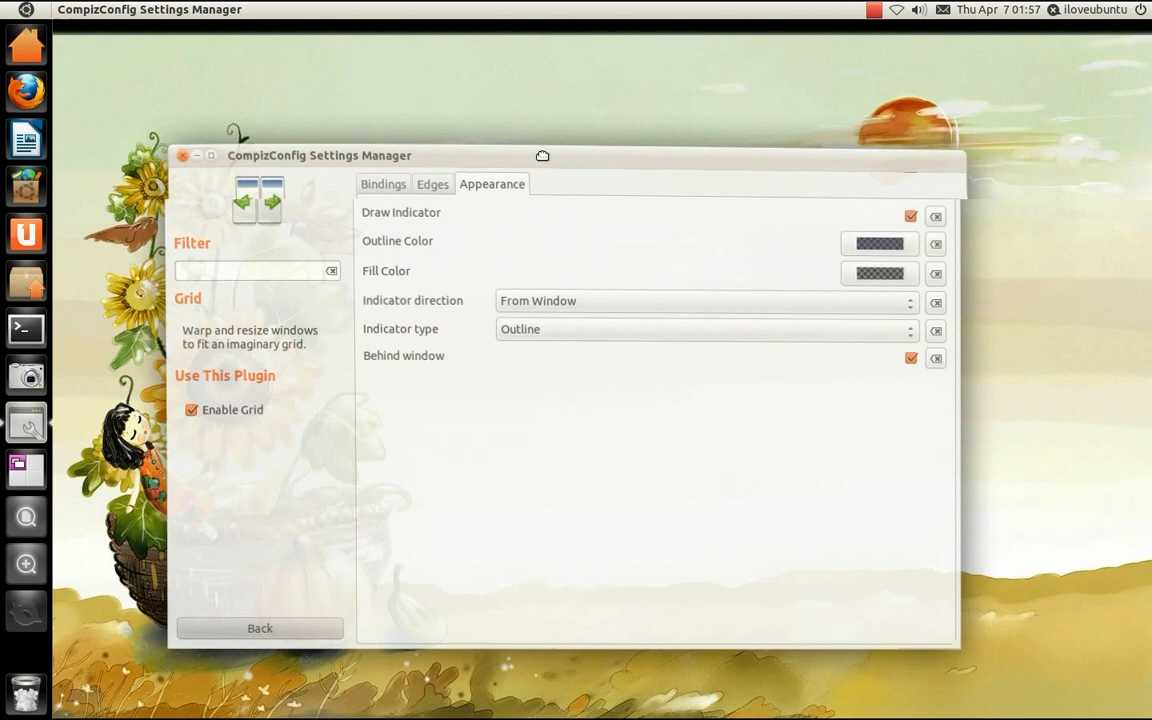 CompizConfig Settings Manager
Thu Apr 7 01:57 iloveubuntu
CompizConfig Settings Manager
Bindings Edges Appearance
Filter
Grid
Warp and resize windows
to fit an imaginary grid.
Use This Plugin
Enable Grid
Back
Draw Indicator
Outline Color
Fill Color
Indicator direction From Window
Indicator type Outline
Behind window